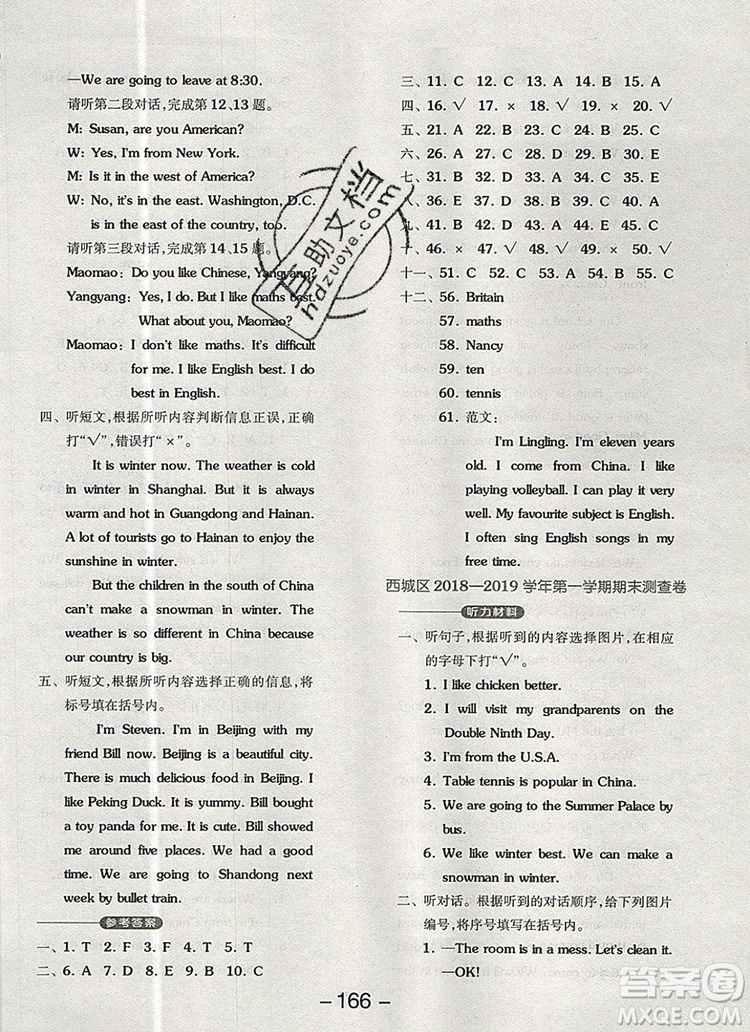 —We are going to leave at 8:30.
请听第二段对话，完成第 12、13 题。
M: Susan, are you American?
W: Yes, I'm from New York.
M: Is it in the west of America?
W: No, it's in the east. Washington, D.C.
is in the east of the country, too.
请听第三段对话，完成第 14、15 题。
Maomao: Do you like Chinese, Yangyang?
Yangyang: Yes, I do. But I like maths best.
What about you, Maomao?
Maomao: I don't like maths. It's difficult
for me. I like English best. I do
best in English.
四、听短文，根据所听内容判断信息正误，正确
打“√”，错误打“×”。
It is winter now. The weather is cold
in winter in Shanghai. But it is always
warm and hot in Guangdong and Hainan.
A lot of tourists go to Hainan to enjoy the
sunshine in winter.
But the children in the south of China
can't make a snowman in winter. The
weather is so different in China because
our country is big.
五、听短文，根据所听内容选择正确的信息，将
标号填在括号内。
I'm Steven. I'm in Beijing with my
friend Bill now. Beijing is a beautiful city.
There is much delicious food in Beijing. I
like Peking Duck. It is yummy. Bill bought
a toy panda for me. It is cute. Bill showed
me around five places. We had a good
time. We are going to Shandong next
week by bullet train.
参考答案
一、1. T 2. F 3. F 4. T 5. T
二、6. A 7. D 8. E 9. C 10. B
三、11. C 12. C 13. B 14. B 15. A
四、16. √ 17. × 18. × 19. × 20. √
五、21. A 22. B 23. C 24. C 25. B
六、26. C 27. D 28. B 29. E 30. A
七、31. C 32. B 33. D 34. E 35. A
八、36. C 37. A 38. B 39. D 40. E
九、41. A 42. C 43. B 44. B 45. A
十、46. × 47. √ 48. √ 49. × 50. √
十一、51. C 52. B 53. A 54. C 55. C
十二、56. Britain
57. maths
58. Nancy
59. ten
60. tennis
61. 范文：
I'm Lingling. I'm eleven years
old. I come from China. I like
playing volleyball. I can play it very
well. My favourite subject is English.
I often sing English songs in my
free time.
西城区 2018—2019 学年第一学期期末测查卷
听力材料
一、听句子，根据听到的内容选择图片，在相应
的字母下打“√”。
1. I like chicken better.
2. I will visit my grandparents on the
Double Ninth Day.
3. I'm from the U.S.A.
4. Table tennis is popular in China.
5. We are going to the Summer Palace by
bus.
6. We like winter best. We can make a
snowman in winter.
二、听对话。根据听到的对话顺序，给下列图片
编号，将序号填写在括号内。
1. —The room is in a mess. Let's clean it.
—OK!
- 166 -
互助文档
hdzuoye.com
答案圈
MXQE.COM